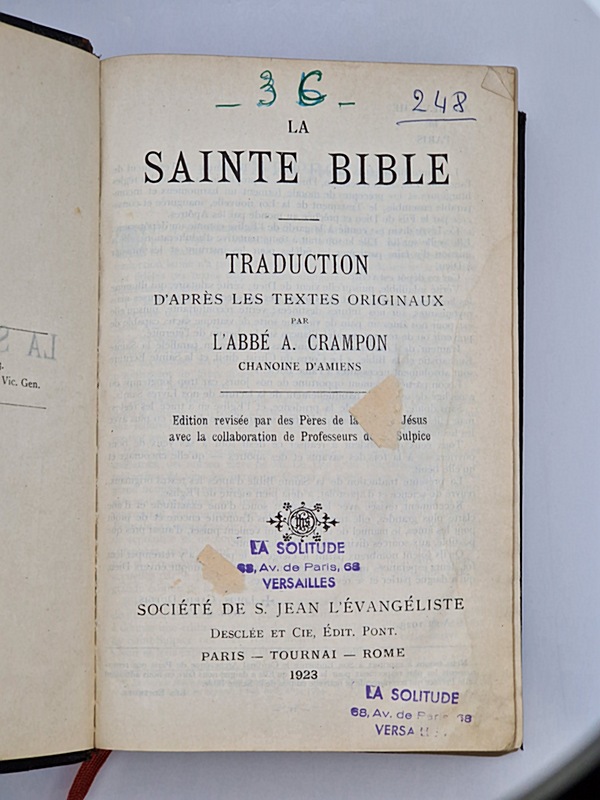 _ 36 _
248
LA
SAINTE BIBLE
TRADUCTION
D'APRÈS LES TEXTES ORIGINAUX
PAR
L'ABBÉ A. CRAMPON
CHANOINE D'AMIENS
Edition revisée par des Pères de la Jésus
avec la collaboration de Professeurs de Sulpice
IHS
LA SOLITUDE
68, Av. de Paris, 68
VERSAILLES
SOCIÉTÉ DE S. JEAN L'ÉVANGÉLISTE
DESCLÉE ET CIE, ÉDIT. PONT.
PARIS — TOURNAI — ROME
1923
LA SOLITUDE
68, Av. de Paris 68
VERSA
Vic. Gen.